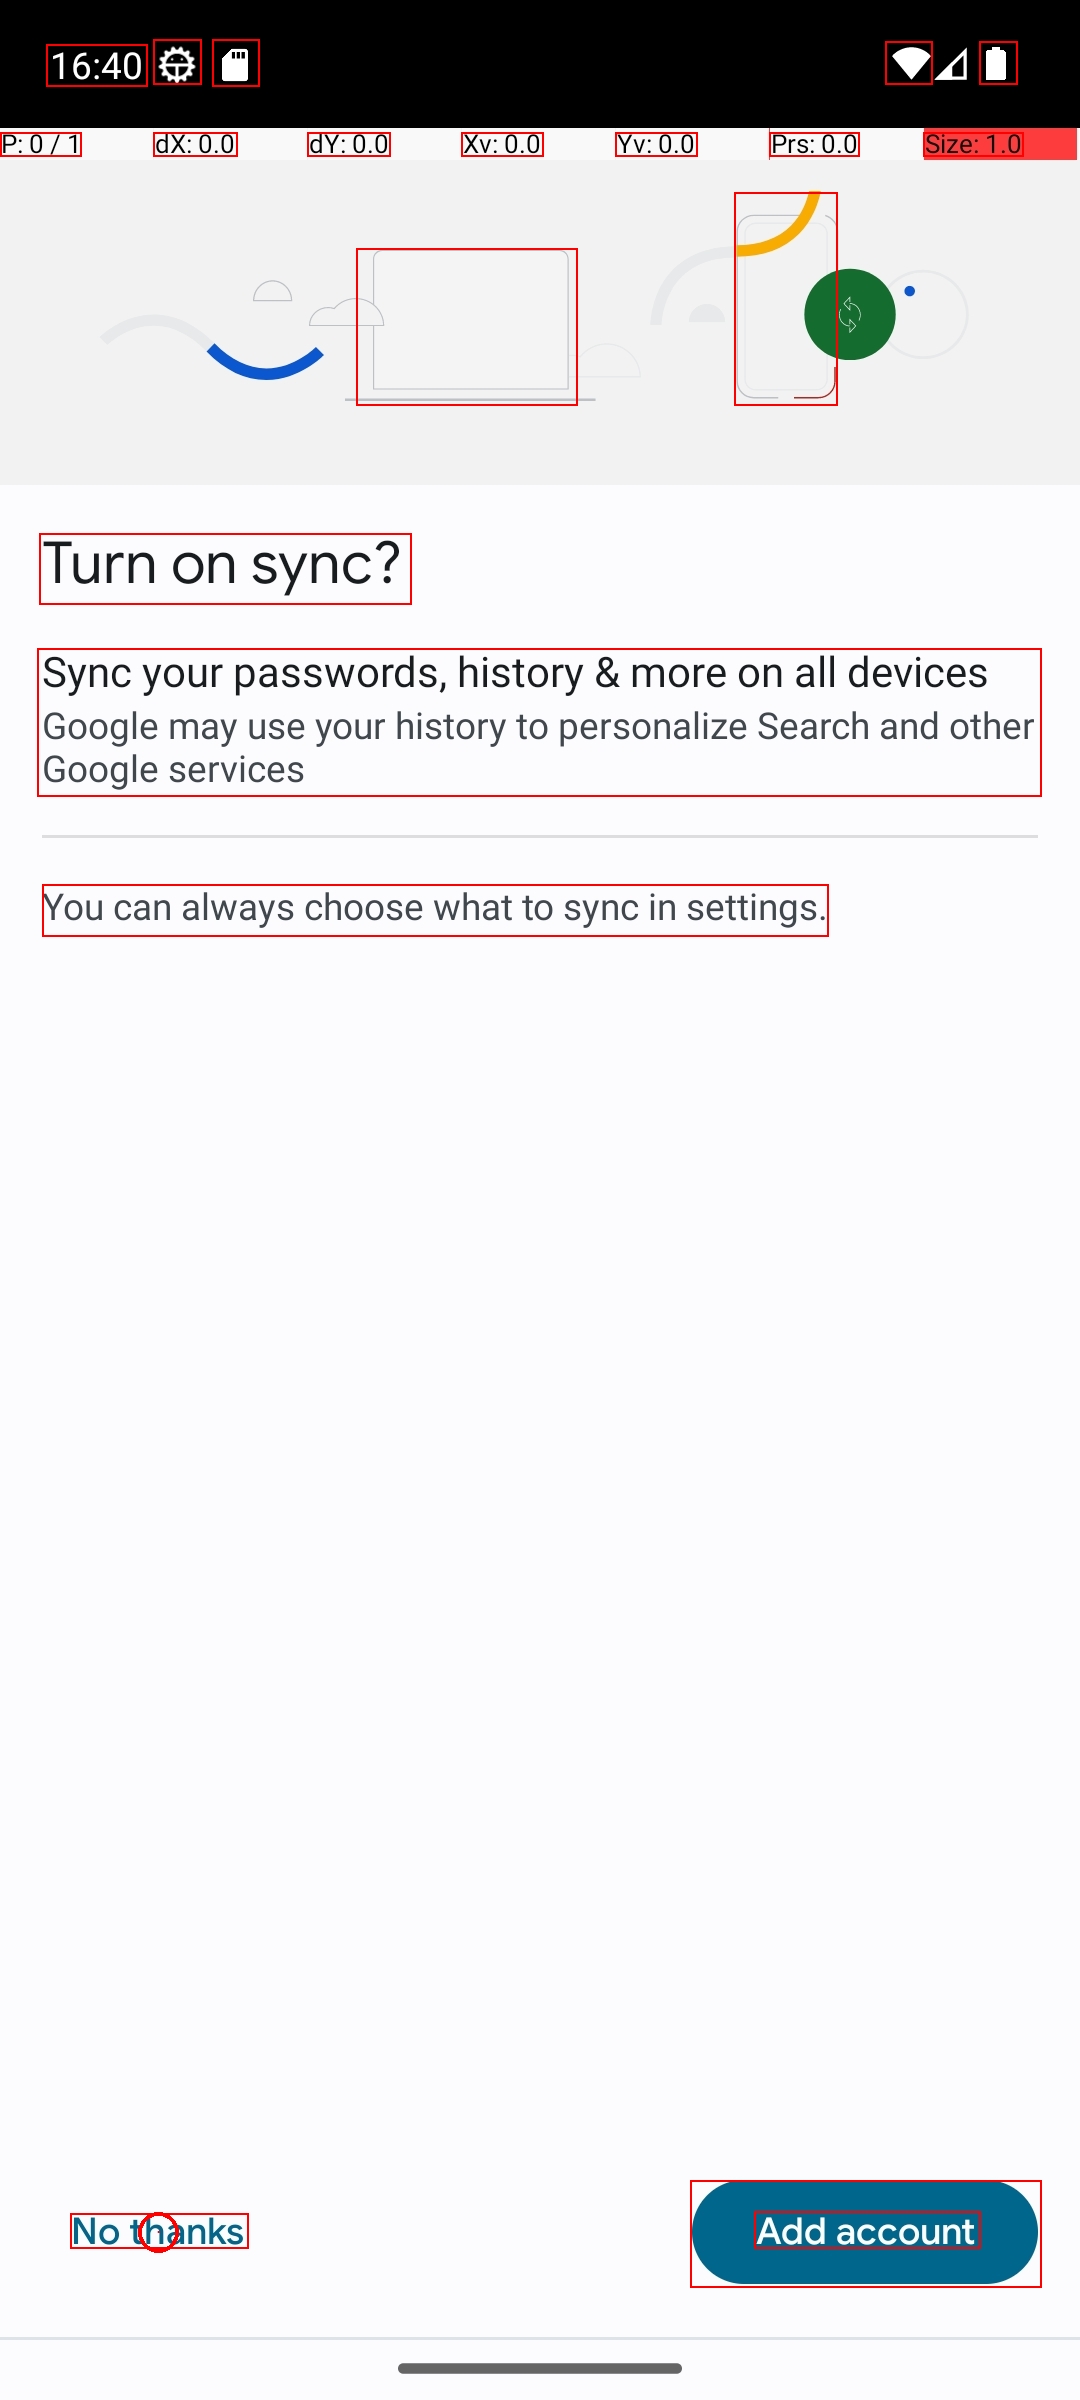 16:40
P: 0 / 1 dX: 0.0 dY: 0.0 Xv: 0.0 Yv: 0.0 Prs: 0.0 Size: 1.0
Turn on sync?
Sync your passwords, history & more on all devices
Google may use your history to personalize Search and other
Google services
You can always choose what to sync in settings.
No thanks Add account